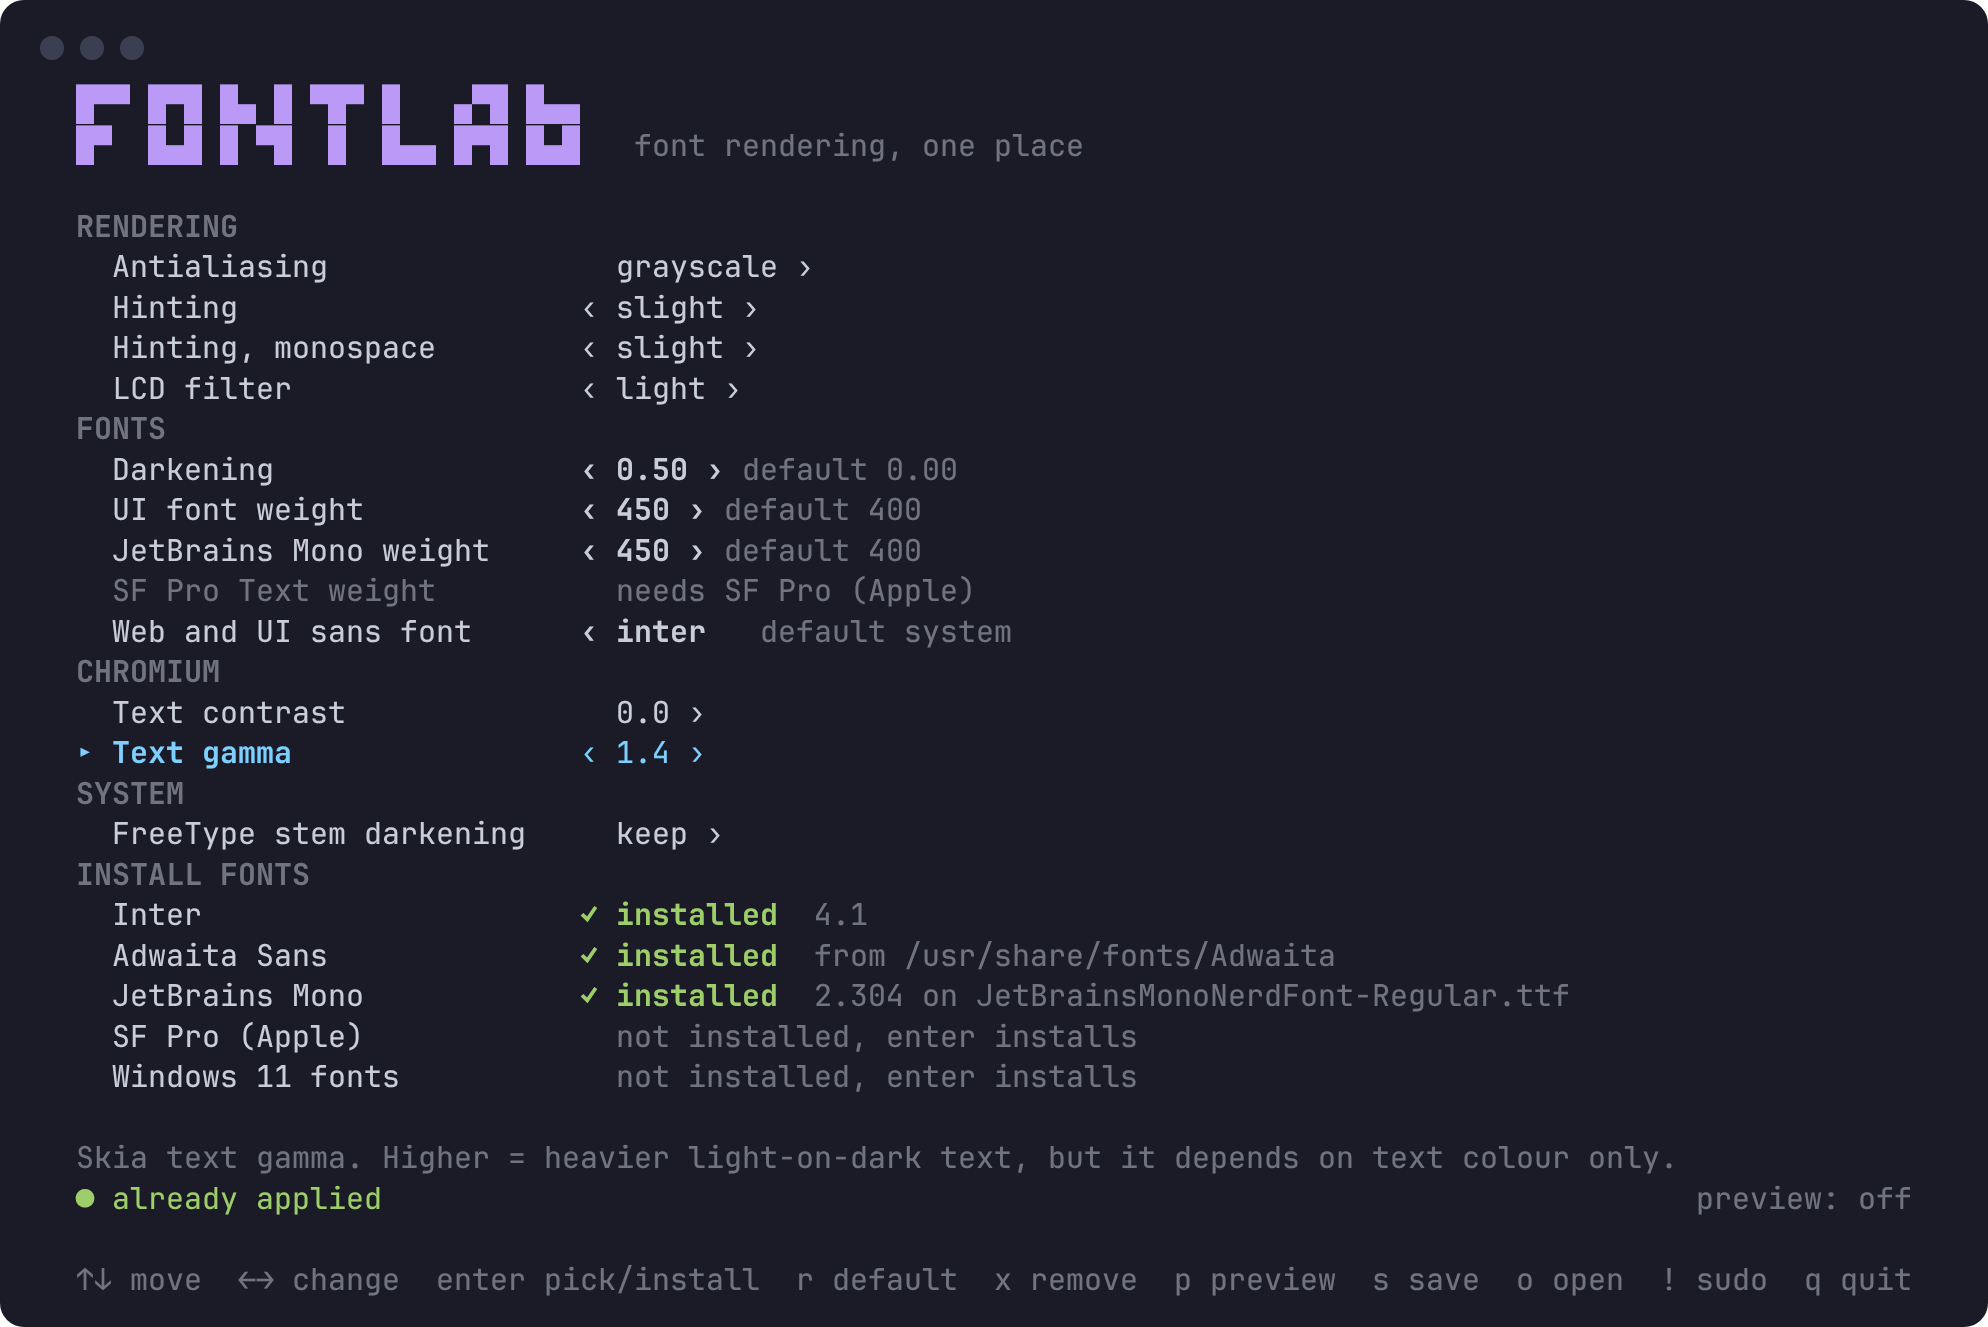 FONTLAB font rendering, one place
RENDERING
Antialiasing grayscale ›
Hinting ‹ slight ›
Hinting, monospace ‹ slight ›
LCD filter ‹ light ›
FONTS
Darkening ‹ 0.50 › default 0.00
UI font weight ‹ 450 › default 400
JetBrains Mono weight ‹ 450 › default 400
SF Pro Text weight needs SF Pro (Apple)
Web and UI sans font ‹ inter default system
CHROMIUM
Text contrast 0.0 ›
▸ Text gamma ‹ 1.4 ›
SYSTEM
FreeType stem darkening keep ›
INSTALL FONTS
Inter ✓ installed 4.1
Adwaita Sans ✓ installed from /usr/share/fonts/Adwaita
JetBrains Mono ✓ installed 2.304 on JetBrainsMonoNerdFont-Regular.ttf
SF Pro (Apple) not installed, enter installs
Windows 11 fonts not installed, enter installs
Skia text gamma. Higher = heavier light-on-dark text, but it depends on text colour only.
● already applied preview: off
↑↓ move ←→ change enter pick/install r default x remove p preview s save o open ! sudo q quit